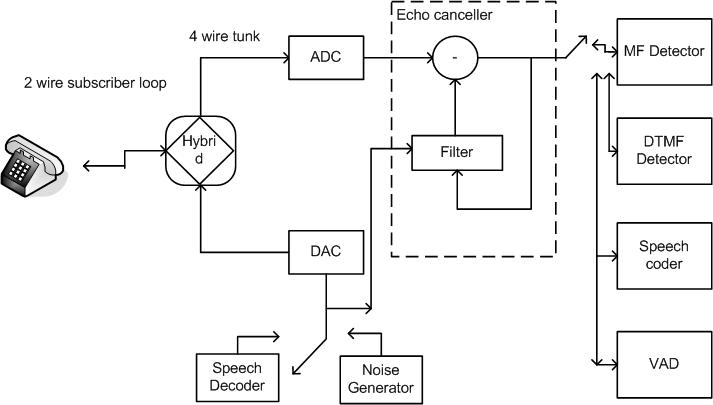 Echo canceller
4 wire tunk
ADC
-
MF Detector
2 wire subscriber loop
Hybri
d
Filter
DTMF
Detector
DAC
Speech
coder
Speech
Decoder
Noise
Generator
VAD